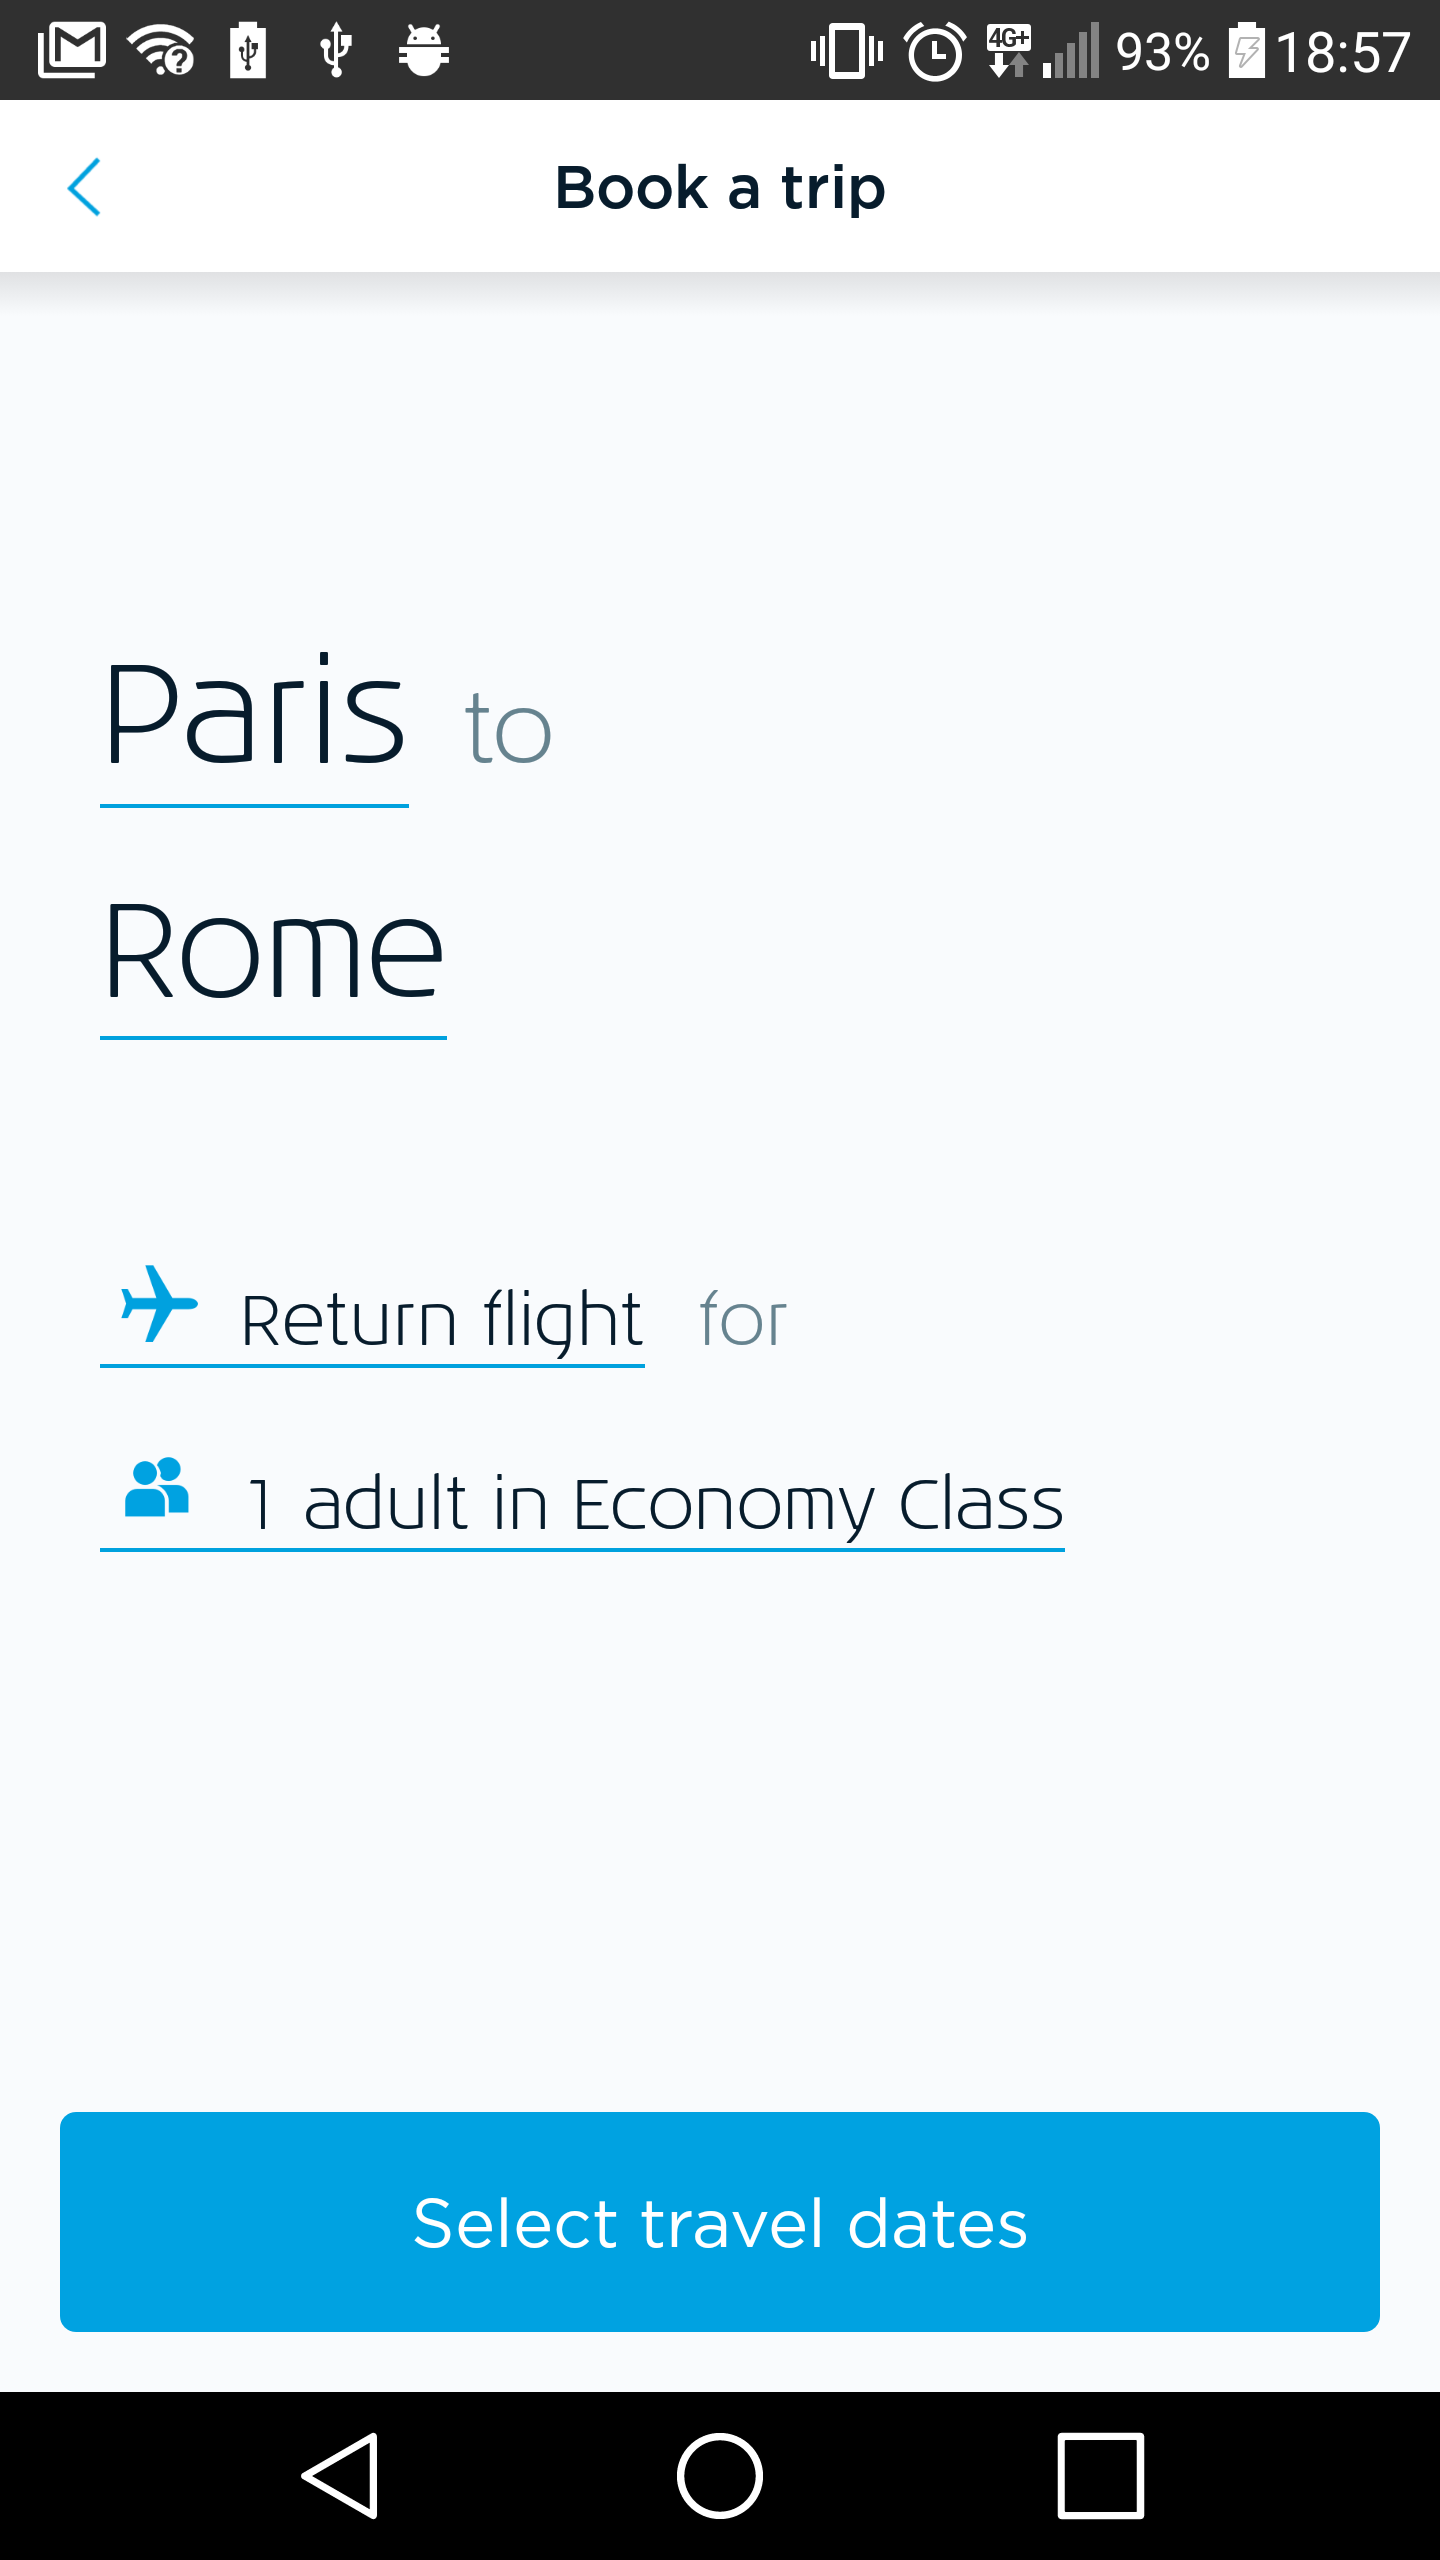 4G+ 93% 18:57
Book a trip
Paris to
Rome
Return flight for
1 adult in Economy Class
Select travel dates